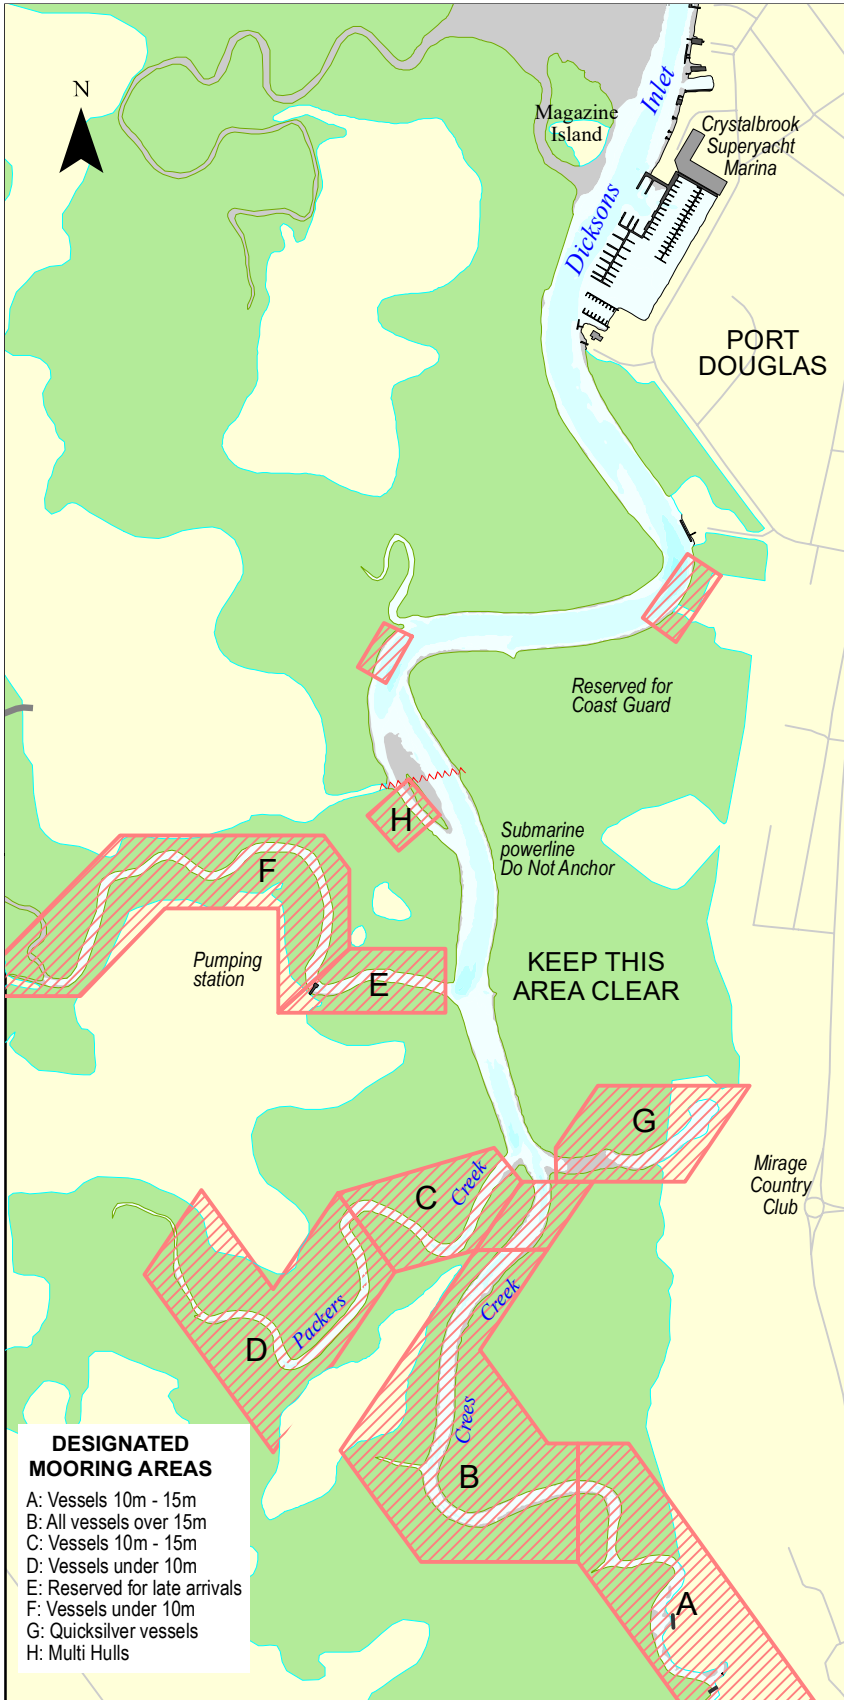 N
Magazine
Island
Inlet
Dicksons
Crystalbrook
Superyacht
Marina
PORT
DOUGLAS
Reserved for
Coast Guard
H
Submarine
powerline
Do Not Anchor
F
Pumping
station
E
KEEP THIS
AREA CLEAR
G
Mirage
Country
Club
C
Creek
Packers
D
Creek
Crees
B
A
DESIGNATED
MOORING AREAS
A: Vessels 10m - 15m
B: All vessels over 15m
C: Vessels 10m - 15m
D: Vessels under 10m
E: Reserved for late arrivals
F: Vessels under 10m
G: Quicksilver vessels
H: Multi Hulls